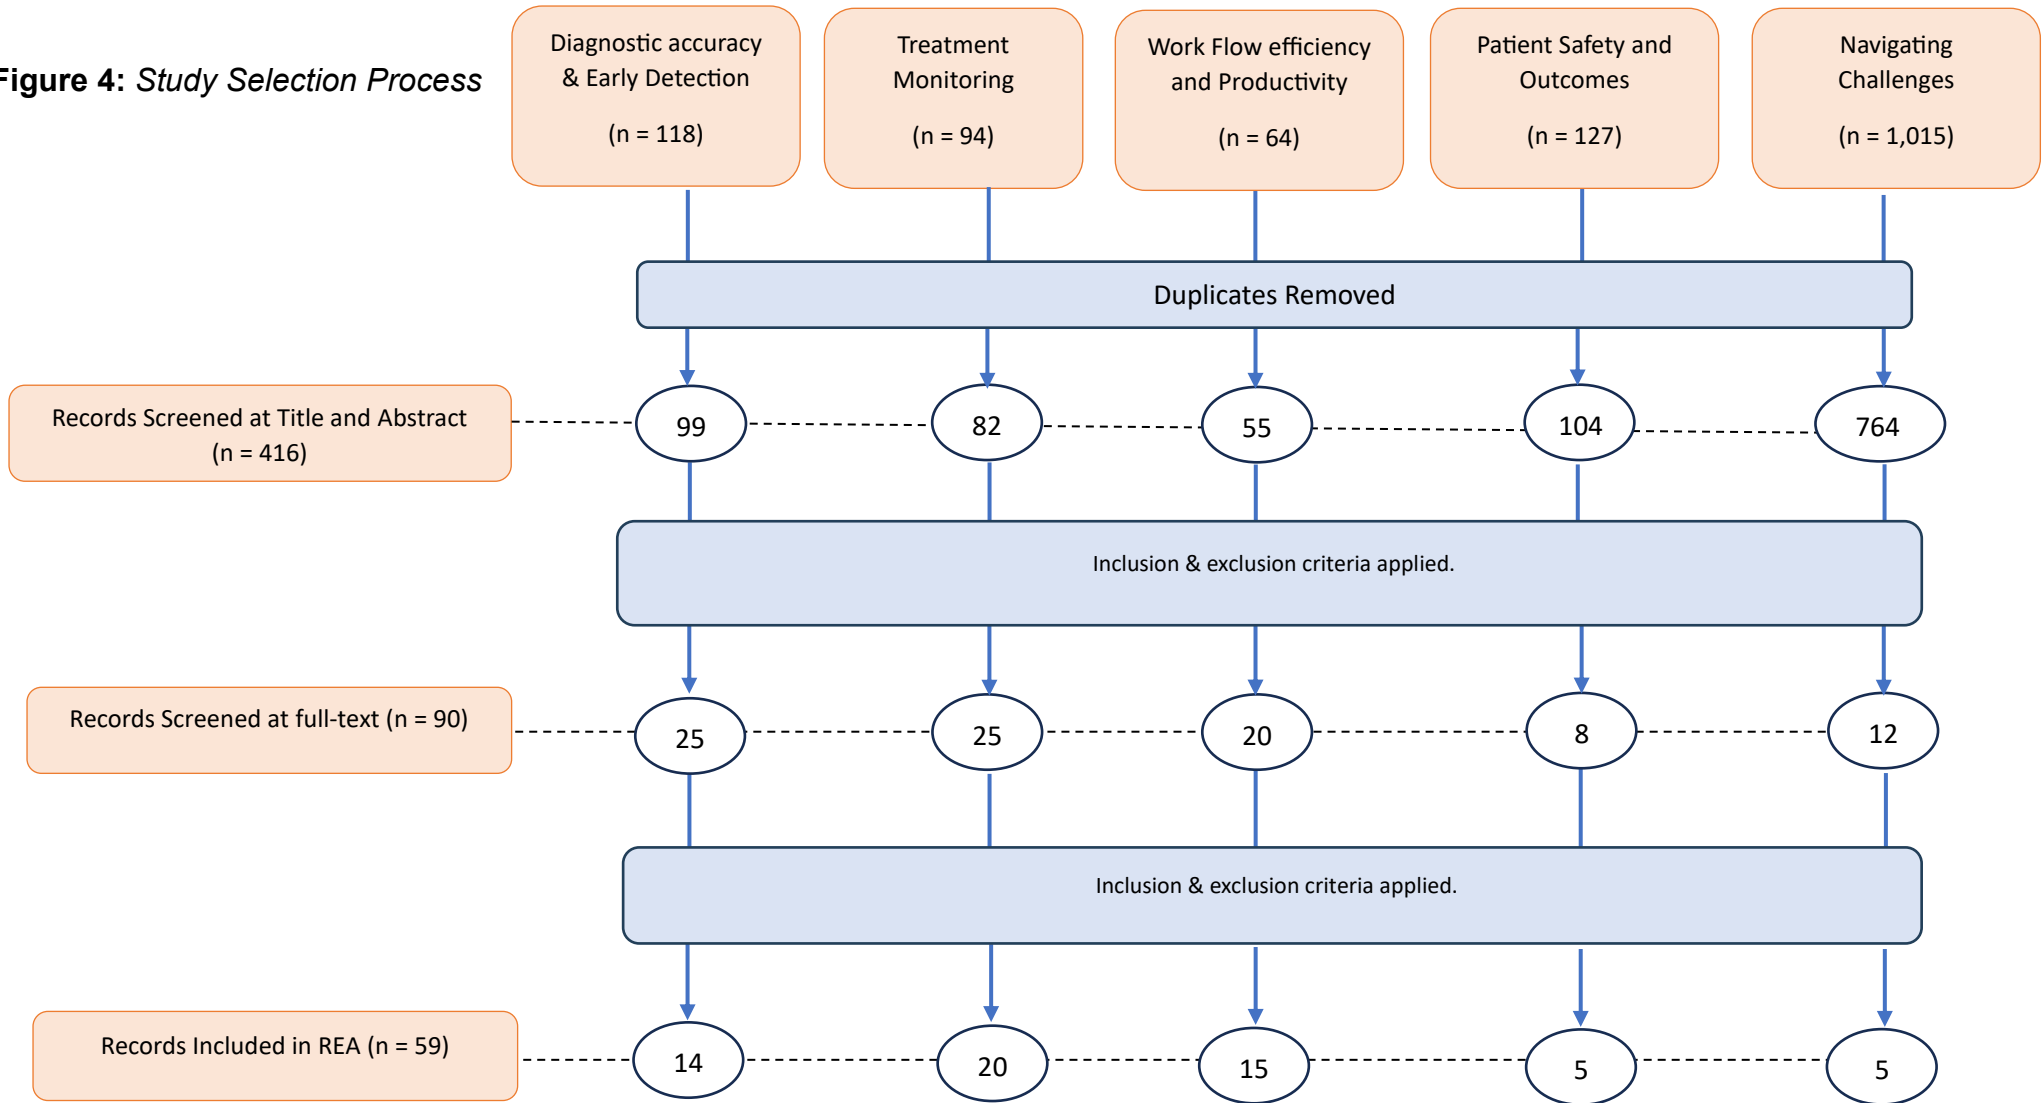 Figure 4: Study Selection Process
Diagnostic accuracy
& Early Detection
(n = 118)
Treatment
Monitoring
(n = 94)
Work Flow efficiency
and Productivity
(n = 64)
Patient Safety and
Outcomes
(n = 127)
Navigating
Challenges
(n = 1,015)
Duplicates Removed
Records Screened at Title and Abstract
(n = 416)
99
82
55
104
764
Inclusion & exclusion criteria applied.
Records Screened at full-text (n = 90)
25
25
20
8
12
Inclusion & exclusion criteria applied.
Records Included in REA (n = 59)
14
20
15
5
5